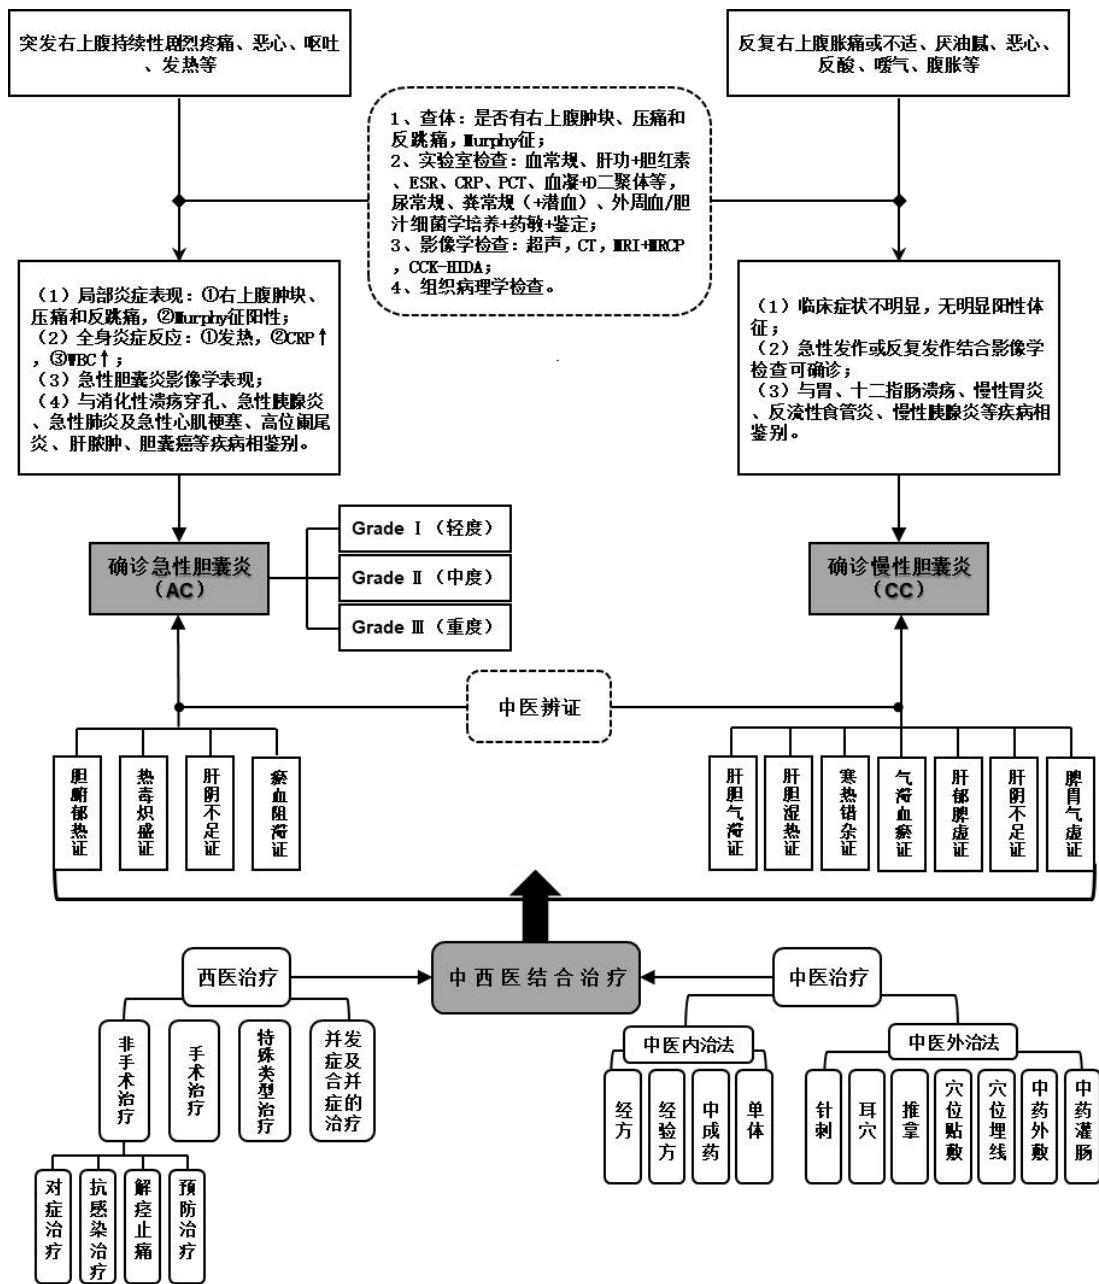 突发右上腹持续性剧烈疼痛、恶心、呕吐
、发热等
反复右上腹胀痛或不适、厌油腻、恶心、
反酸、嗳气、腹胀等
1、查体：是否有右上腹肿块、压痛和
反跳痛，Murphy征；
2、实验室检查：血常规、肝功+胆红素
、ESR、CRP、PCT、血凝+D二聚体等，
尿常规、粪常规（+潜血）、外周血/胆
汁细菌学培养+药敏+鉴定；
3、影像学检查：超声，CT，MRI+MRCP
，CCK-HIDA；
4、组织病理学检查。
（1）局部炎症表现：①右上腹肿块、
压痛和反跳痛，②Murphy征阳性；
（2）全身炎症反应：①发热，②CRP↑
，③WBC↑；
（3）急性胆囊炎影像学表现；
（4）与消化性溃疡穿孔、急性胰腺炎
、急性肺炎及急性心肌梗塞、高位阑尾
炎、肝脓肿、胆囊癌等疾病相鉴别。
（1）临床症状不明显，无明显阳性体
征；
（2）急性发作或反复发作结合影像学
检查可确诊；
（3）与胃、十二指肠溃疡、慢性胃炎
、反流性食管炎、慢性胰腺炎等疾病相
鉴别。
确诊急性胆囊炎
（AC）
Grade Ⅰ（轻度）
Grade Ⅱ（中度）
Grade Ⅲ（重度）
确诊慢性胆囊炎
（CC）
中医辨证
胆腑郁热证
热毒炽盛证
肝阴不足证
瘀血阻滞证
肝胆气滞证
肝胆湿热证
寒热错杂证
气滞血瘀证
肝郁脾虚证
肝阴不足证
脾胃气虚证
西医治疗
中西医结合治疗
中医治疗
非手术治疗
手术治疗
特殊类型治疗
并发症及合并症的治疗
中医内治法
中医外治法
经方
经验方
中成药
单体
针刺
耳穴
推拿
穴位贴敷
穴位埋线
中药外敷
中药灌肠
对症治疗
抗感染治疗
解痉止痛
预防治疗